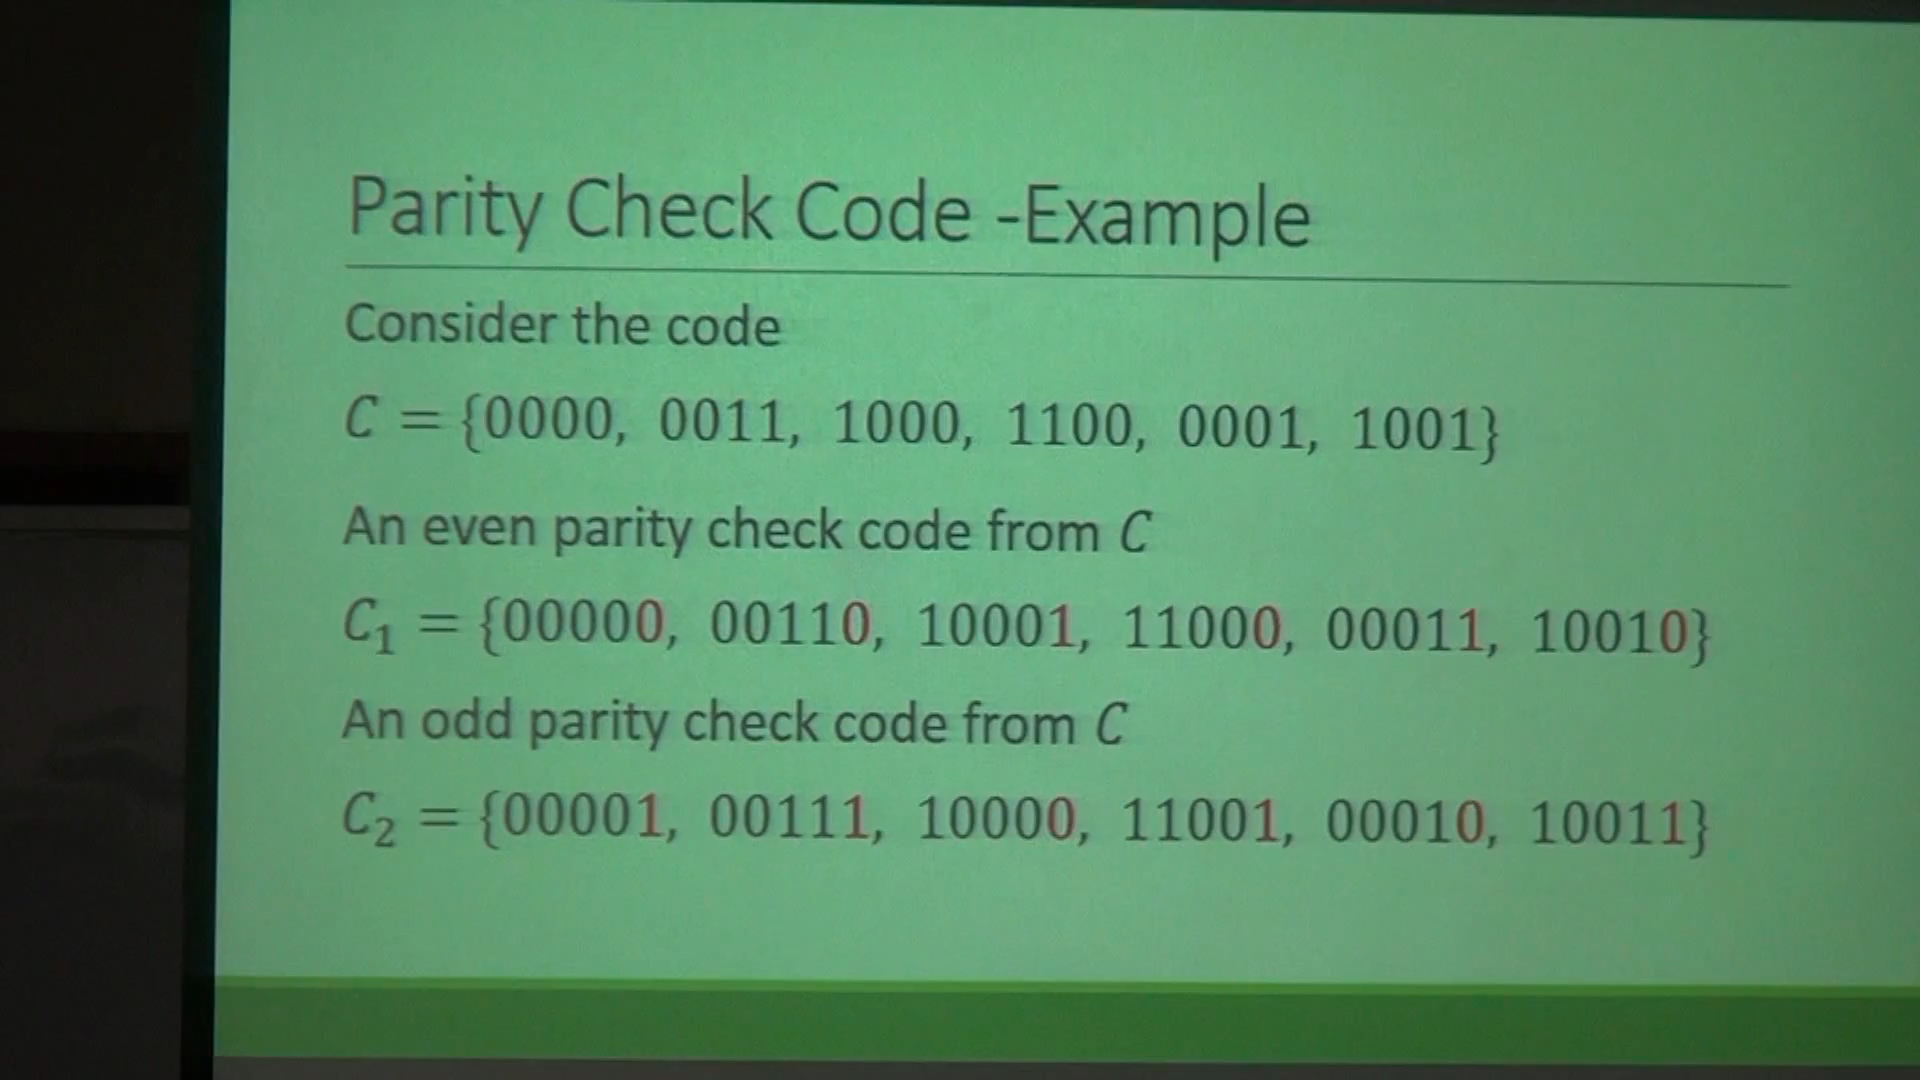 Parity Check Code -Example
Consider the code
C = {0000, 0011, 1000, 1100, 0001, 1001}
An even parity check code from C
C₁ = {00000, 00110, 10001, 11000, 00011, 10010}
An odd parity check code from C
C₂ = {00001, 00111, 10000, 11001, 00010, 10011}